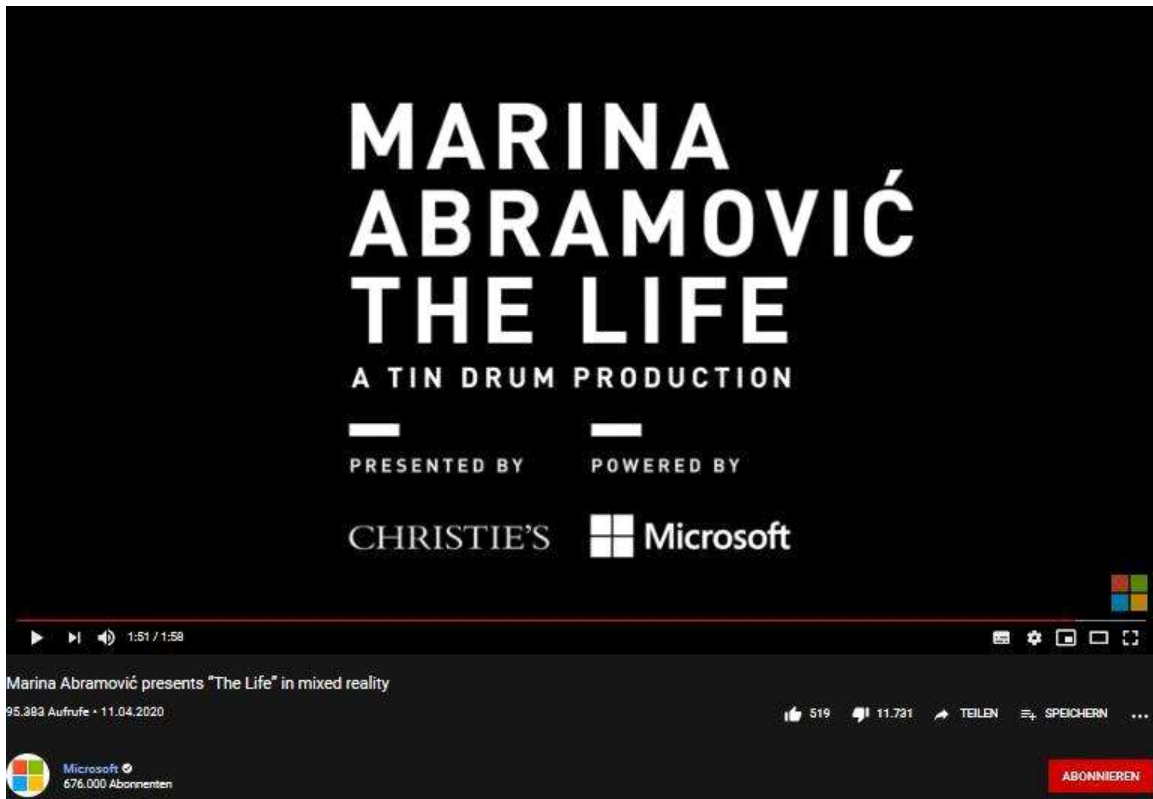 MARINA
ABRAMOVIĆ
THE LIFE
A TIN DRUM PRODUCTION
PRESENTED BY POWERED BY
CHRISTIE'S Microsoft
1:51 / 1:58
Marina Abramović presents “The Life” in mixed reality
95.383 Aufrufe • 11.04.2020
519 11.731 TEILEN SPEICHERN ...
Microsoft
676.000 Abonnenten
ABONNIEREN